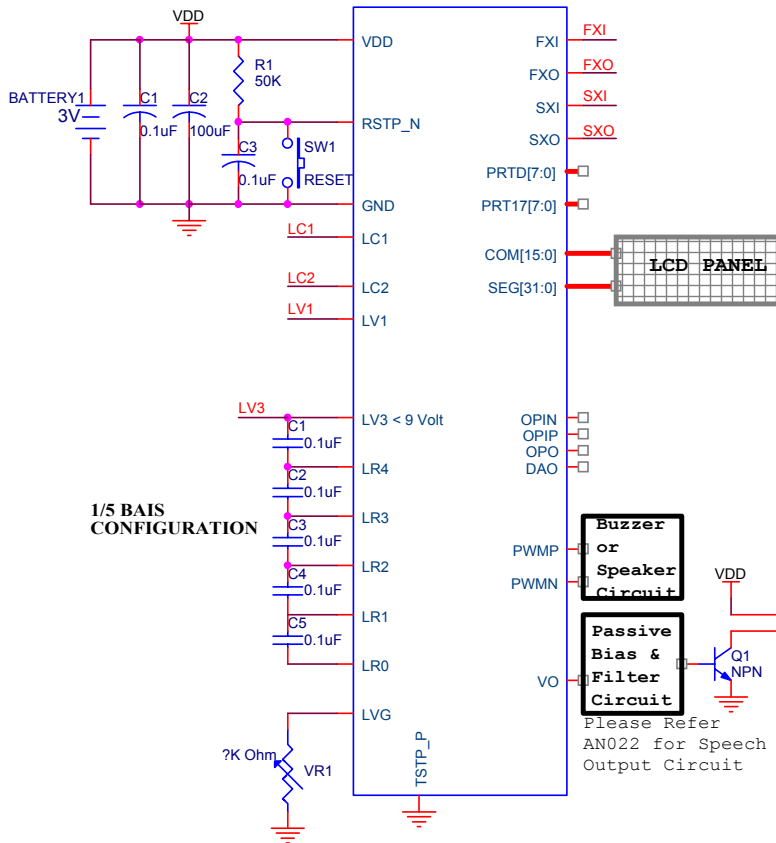 VDD
BATTERY1
3V
C1
0.1uF
C2
100uF
R1
50K
C3
0.1uF
SW1
RESET
VDD
RSTP_N
GND
LC1
LC1
LC2
LC2
LV1
LV1
LV3
LV3 < 9 Volt
C1
0.1uF
LR4
C2
0.1uF
LR3
C3
0.1uF
LR2
C4
0.1uF
LR1
C5
0.1uF
LR0
1/5 BAIS
CONFIGURATION
LVG
?K Ohm
VR1
TSTP_P
FXI
FXI
FXO
FXO
SXI
SXI
SXO
SXO
PRTD[7:0]
PRT17[7:0]
COM[15:0]
SEG[31:0]
LCD PANEL
OPIN
OPIP
OPO
DAO
PWMP
PWMN
Buzzer
or
Speaker
Circuit
VO
Passive
Bias &
Filter
Circuit
VDD
Q1
NPN
Please Refer
AN022 for Speech
Output Circuit